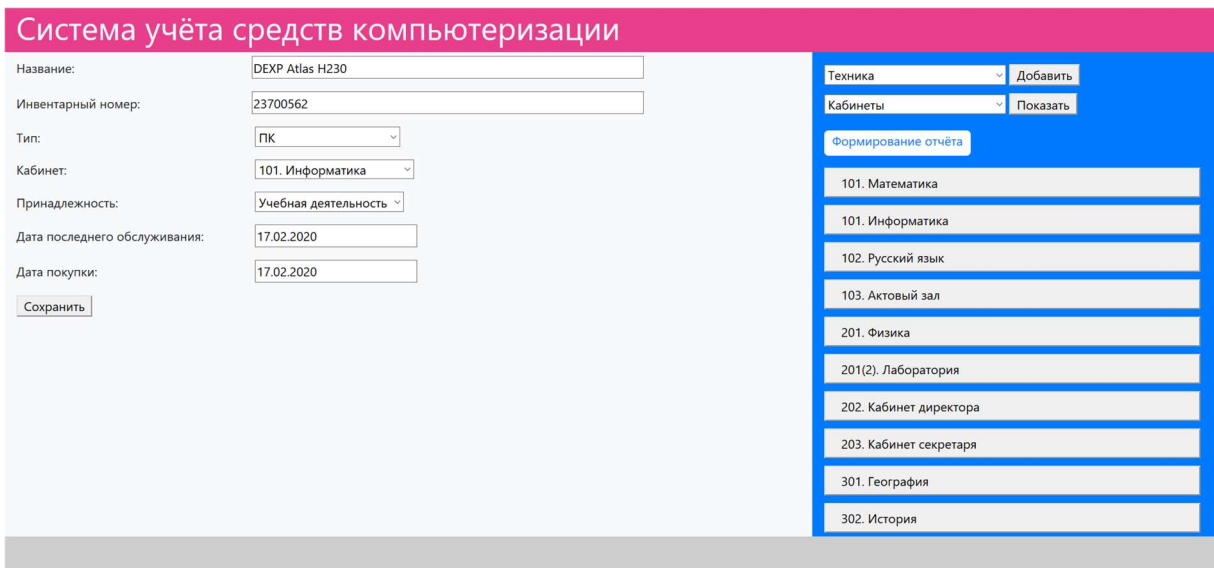 Система учёта средств компьютеризации
Название: DEXP Atlas H230
Инвентарный номер: 23700562
Тип: ПК
Кабинет: 101. Информатика
Принадлежность: Учебная деятельность
Дата последнего обслуживания: 17.02.2020
Дата покупки: 17.02.2020
Сохранить
Техника Добавить
Кабинеты Показать
Формирование отчёта
101. Математика
101. Информатика
102. Русский язык
103. Актовый зал
201. Физика
201(2). Лаборатория
202. Кабинет директора
203. Кабинет секретаря
301. География
302. История